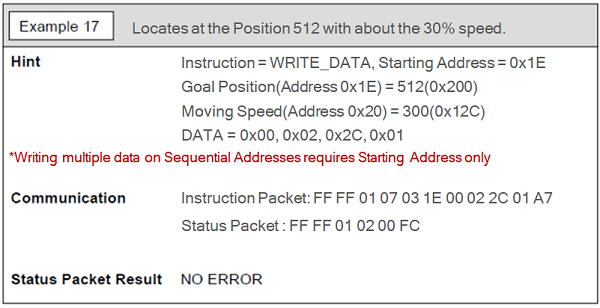 Example 17 Locates at the Position 512 with about the 30% speed.
Hint Instruction = WRITE_DATA, Starting Address = 0x1E
Goal Position(Address 0x1E) = 512(0x200)
Moving Speed(Address 0x20) = 300(0x12C)
DATA = 0x00, 0x02, 0x2C, 0x01
*Writing multiple data on Sequential Addresses requires Starting Address only
Communication Instruction Packet: FF FF 01 07 03 1E 00 02 2C 01 A7
Status Packet : FF FF 01 02 00 FC
Status Packet Result NO ERROR